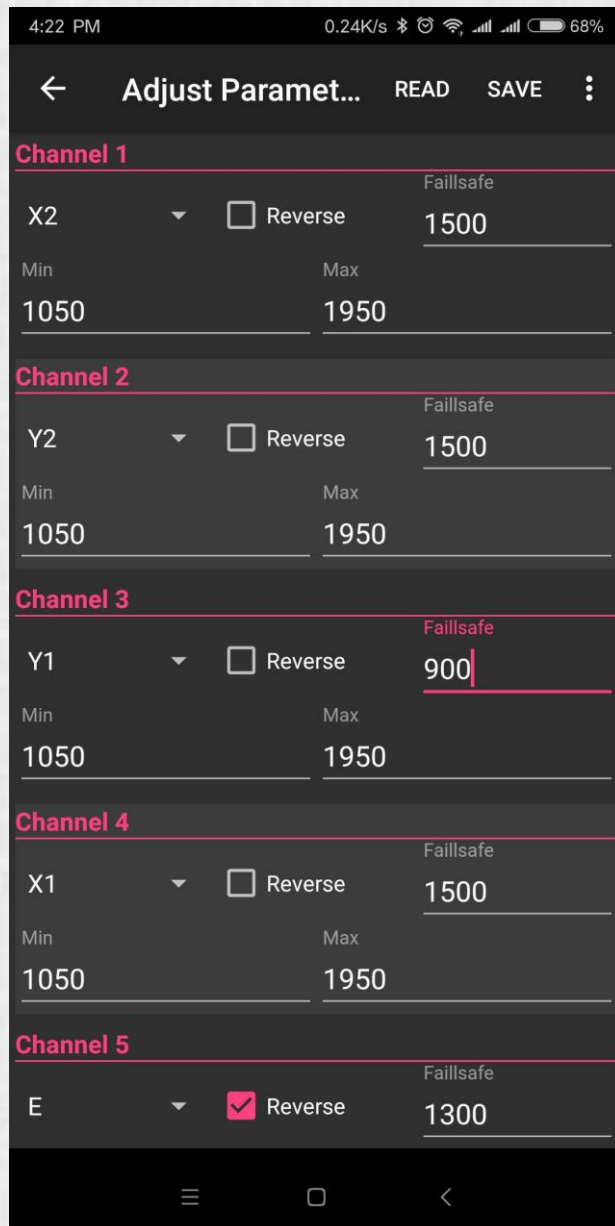 4:22 PM 0.24K/s 68%
Adjust Paramet... READ SAVE
Channel 1
Faillsafe
X2 Reverse 1500
Min Max
1050 1950
Channel 2
Faillsafe
Y2 Reverse 1500
Min Max
1050 1950
Channel 3
Faillsafe
Y1 Reverse 900
Min Max
1050 1950
Channel 4
Faillsafe
X1 Reverse 1500
Min Max
1050 1950
Channel 5
Faillsafe
E Reverse 1300